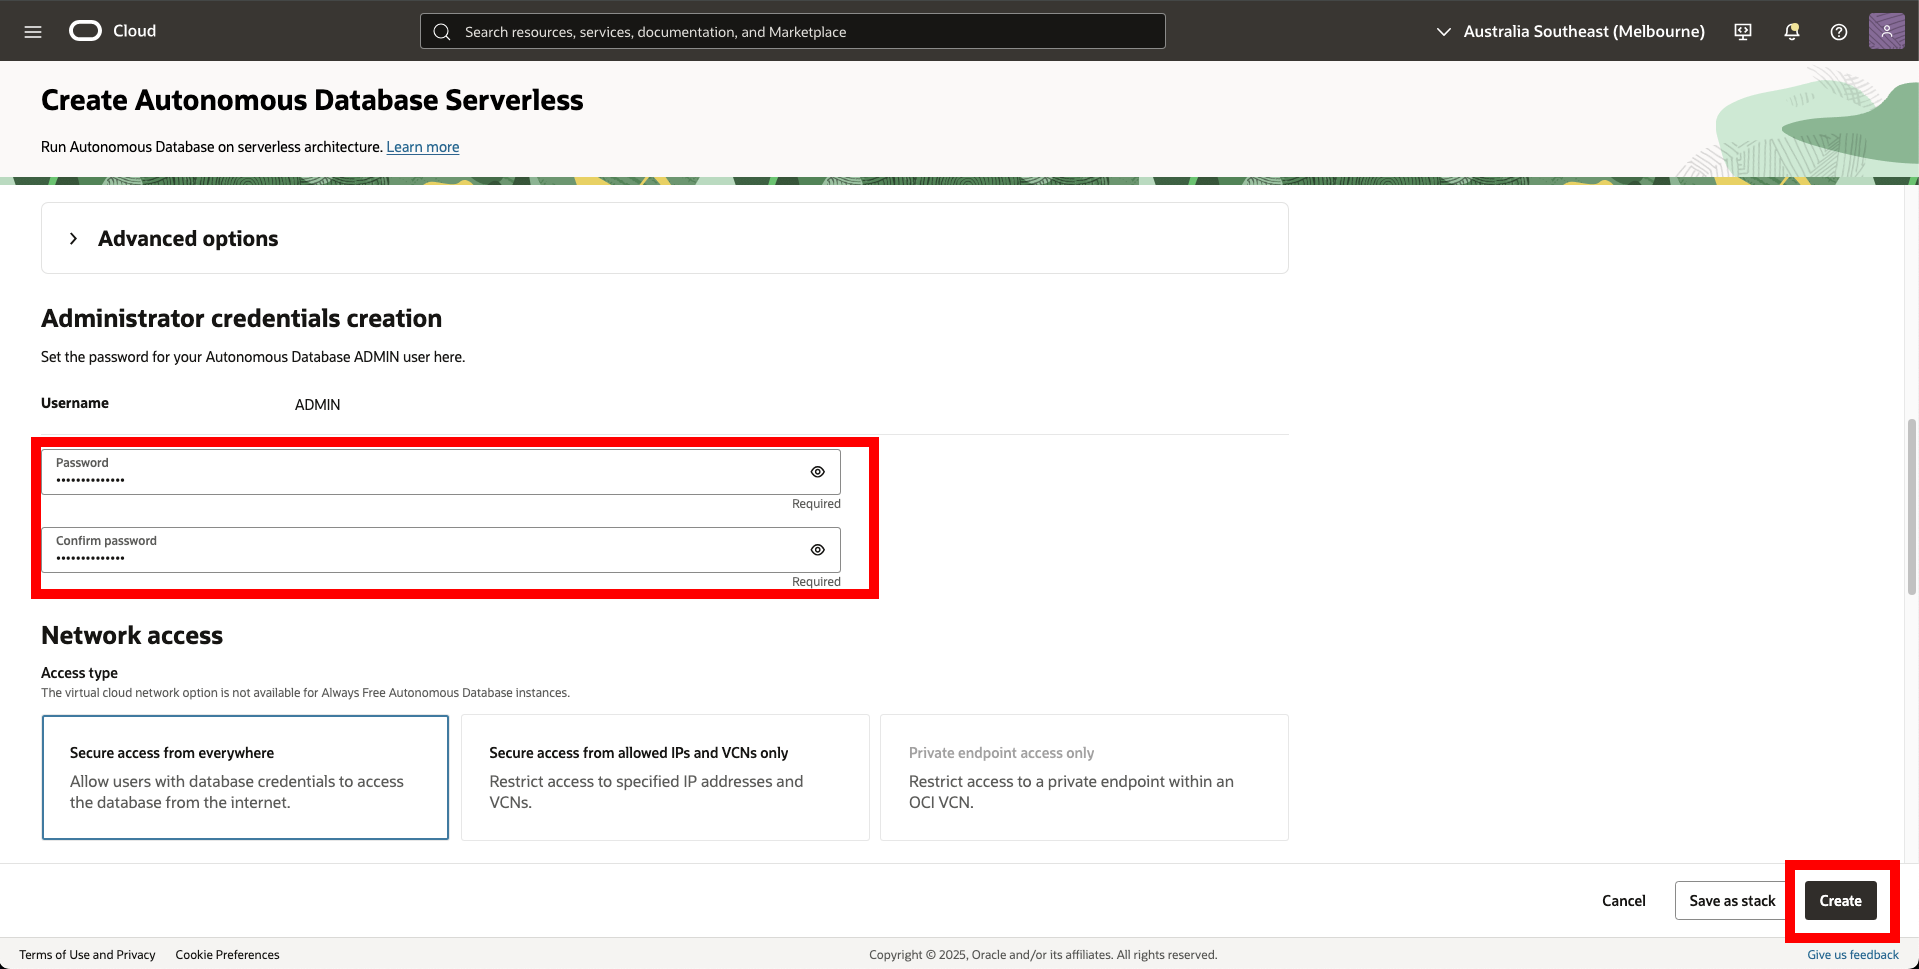 Cloud
Search resources, services, documentation, and Marketplace
Australia Southeast (Melbourne)
Create Autonomous Database Serverless
Run Autonomous Database on serverless architecture. Learn more
Advanced options
Administrator credentials creation
Set the password for your Autonomous Database ADMIN user here.
Username ADMIN
Password
••••••••••••••
Required
Confirm password
••••••••••••••
Required
Network access
Access type
The virtual cloud network option is not available for Always Free Autonomous Database instances.
Secure access from everywhere
Allow users with database credentials to access
the database from the internet.
Secure access from allowed IPs and VCNs only
Restrict access to specified IP addresses and
VCNs.
Private endpoint access only
Restrict access to a private endpoint within an
OCI VCN.
Cancel
Save as stack
Create
Terms of Use and Privacy
Cookie Preferences
Copyright © 2025, Oracle and/or its affiliates. All rights reserved.
Give us feedback